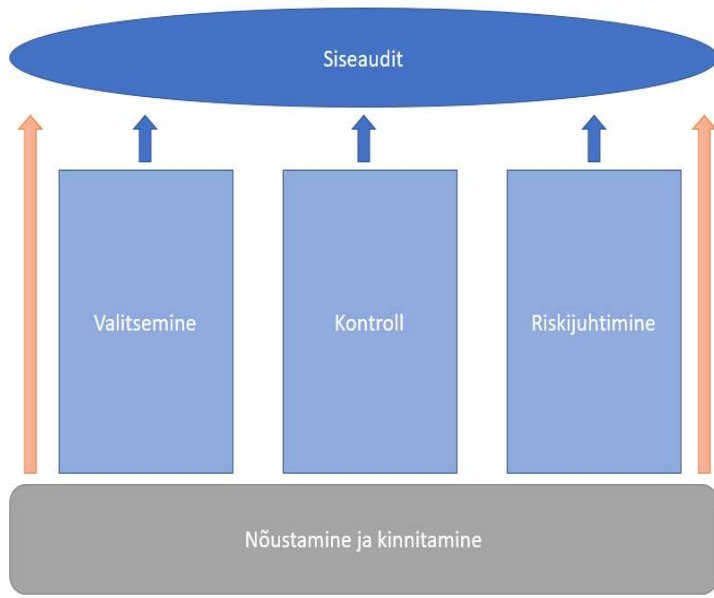 Siseaudit
Valitsemine
Kontroll
Riskijuhtimine
Nõustamine ja kinnitamine